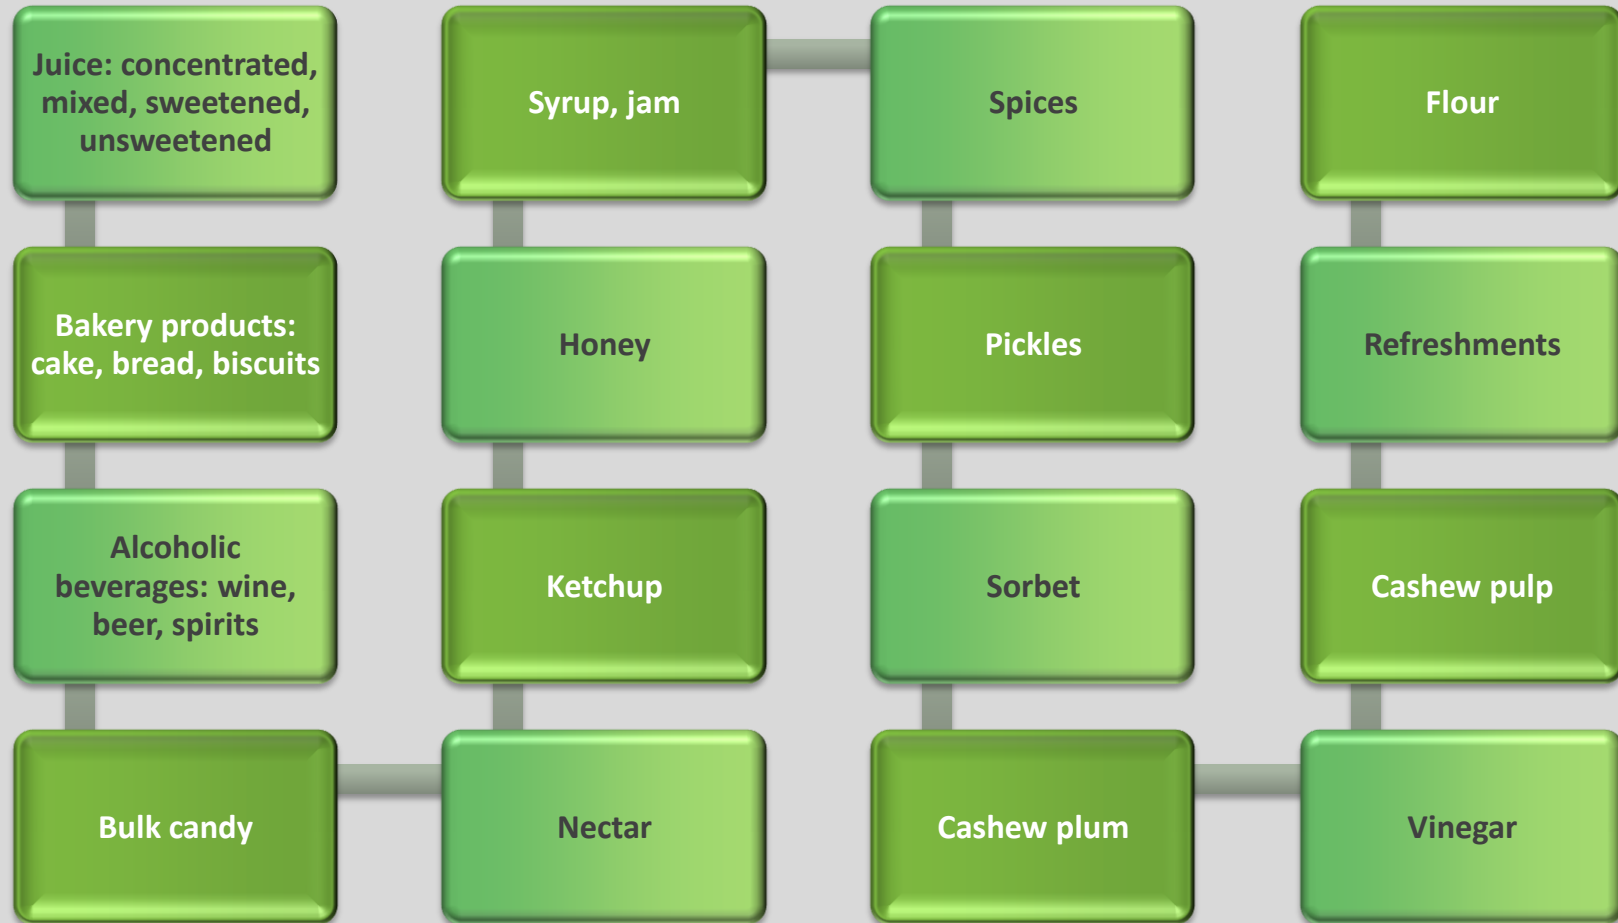 Juice: concentrated,
mixed, sweetened,
unsweetened
Bakery products:
cake, bread, biscuits
Alcoholic
beverages: wine,
beer, spirits
Bulk candy
Nectar
Ketchup
Honey
Syrup, jam
Spices
Pickles
Sorbet
Cashew plum
Vinegar
Cashew pulp
Refreshments
Flour